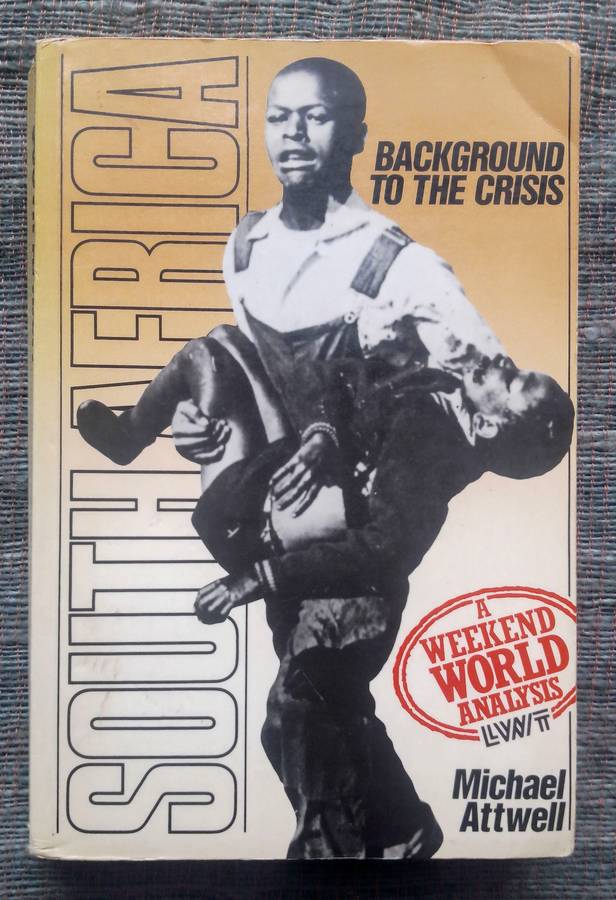 SOUTH AFRICA
BACKGROUND
TO THE CRISIS
A
WEEKEND
WORLD
ANALYSIS
LWT
Michael
Attwell